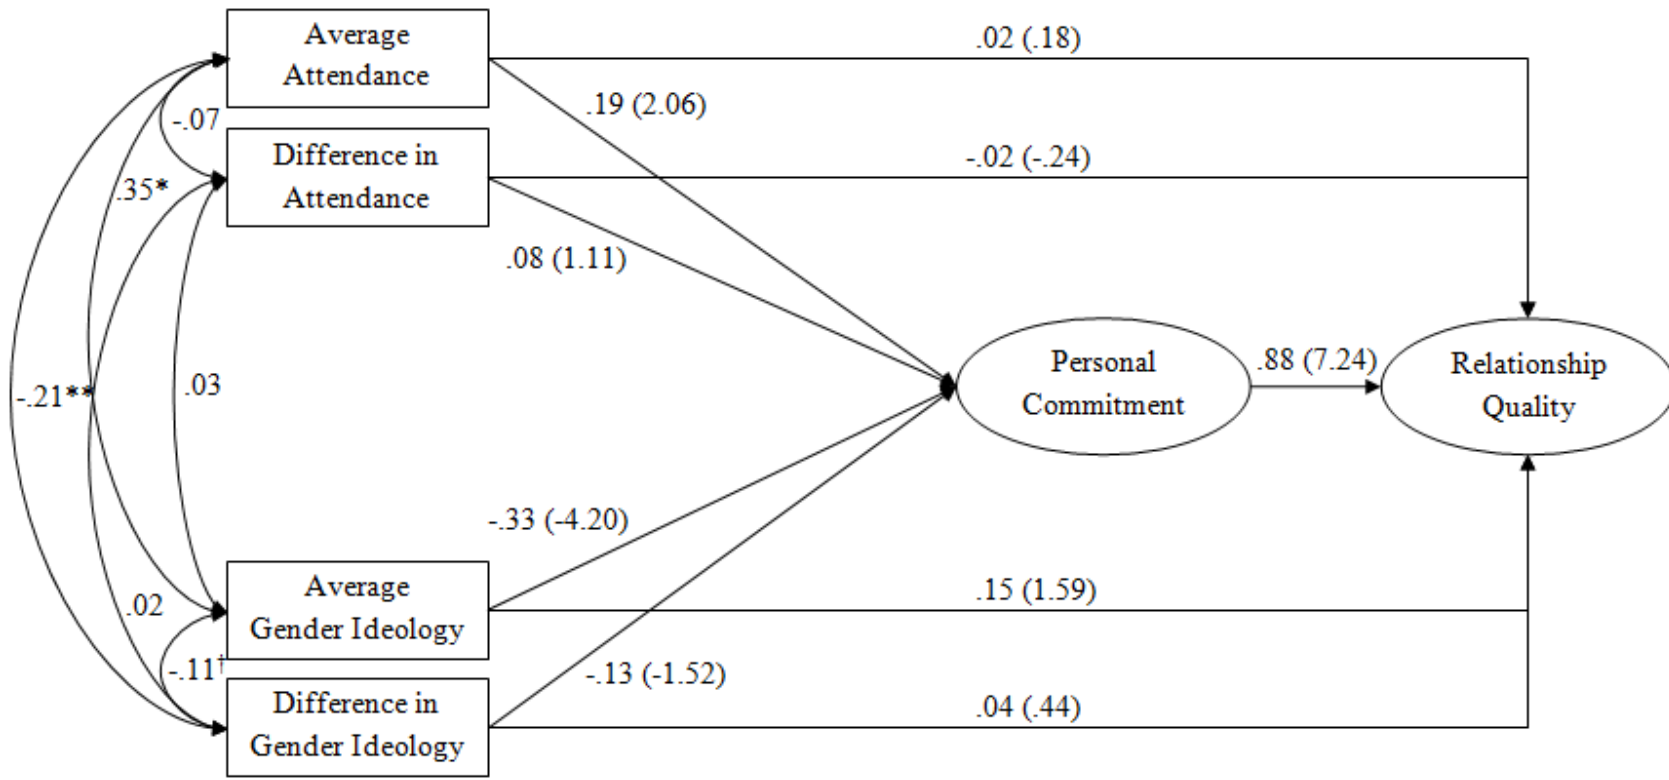 Average
Attendance
.02 (.18)
.19 (2.06)
-.07
Difference in
Attendance
-.02 (-.24)
.35*
.08 (1.11)
Personal
Commitment
.88 (7.24)
Relationship
Quality
-.21**
.03
-.33 (-4.20)
Average
Gender Ideology
.15 (1.59)
.02
-.11†
-.13 (-1.52)
Difference in
Gender Ideology
.04 (.44)